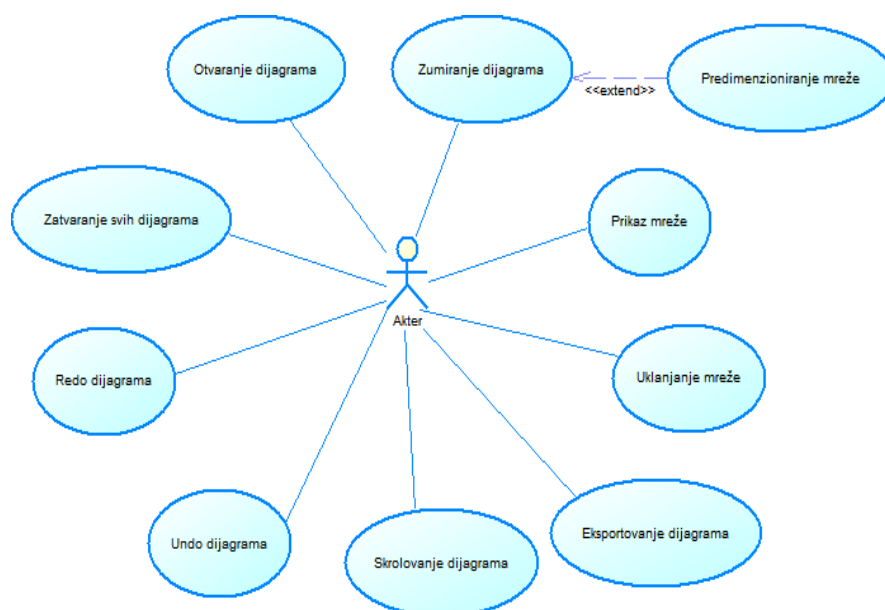 Otvaranje dijagrama
Zumiranje dijagrama
Predimenzioniranje mreže
<<extend>>
Zatvaranje svih dijagrama
Prikaz mreže
Akter
Redo dijagrama
Uklanjanje mreže
Undo dijagrama
Skrolovanje dijagrama
Eksportovanje dijagrama